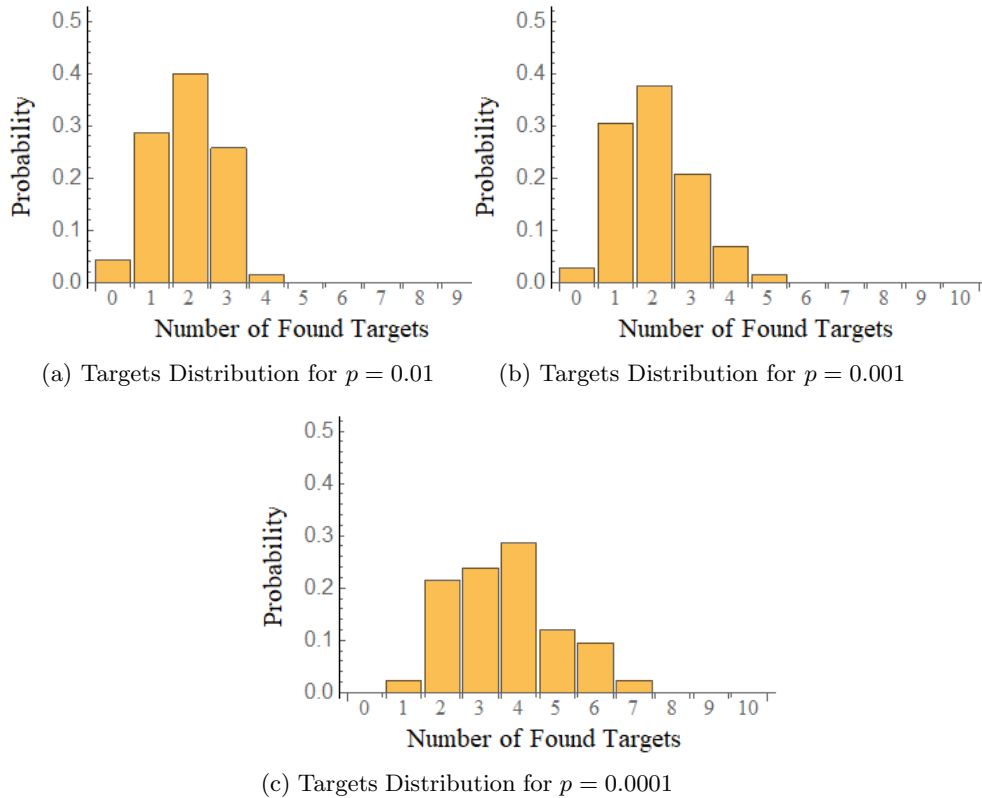 0.5
0.4
0.3
0.2
0.1
0.0
Probability
0 1 2 3 4 5 6 7 8 9
Number of Found Targets
(a) Targets Distribution for p = 0.01
0.5
0.4
0.3
0.2
0.1
0.0
Probability
0 1 2 3 4 5 6 7 8 9 10
Number of Found Targets
(b) Targets Distribution for p = 0.001
0.5
0.4
0.3
0.2
0.1
0.0
Probability
0 1 2 3 4 5 6 7 8 9 10
Number of Found Targets
(c) Targets Distribution for p = 0.0001